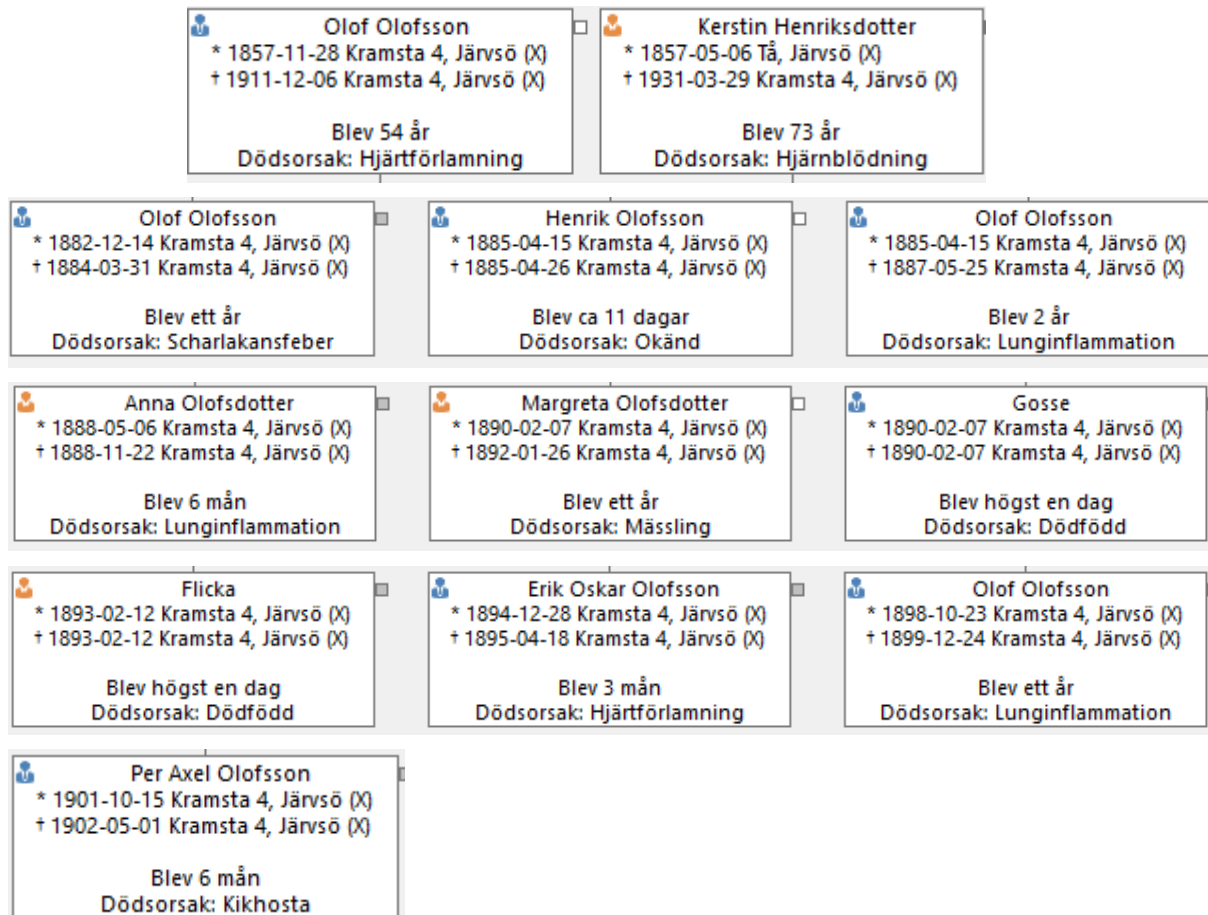 Olof Olofsson
* 1857-11-28 Kramsta 4, Järvsö (X)
† 1911-12-06 Kramsta 4, Järvsö (X)
Blev 54 år
Dödsorsak: Hjärtförlamning
Kerstin Henriksdotter
* 1857-05-06 Tå, Järvsö (X)
† 1931-03-29 Kramsta 4, Järvsö (X)
Blev 73 år
Dödsorsak: Hjärnblödning
Olof Olofsson
* 1882-12-14 Kramsta 4, Järvsö (X)
† 1884-03-31 Kramsta 4, Järvsö (X)
Blev ett år
Dödsorsak: Scharlakansfeber
Henrik Olofsson
* 1885-04-15 Kramsta 4, Järvsö (X)
† 1885-04-26 Kramsta 4, Järvsö (X)
Blev ca 11 dagar
Dödsorsak: Okänd
Olof Olofsson
* 1885-04-15 Kramsta 4, Järvsö (X)
† 1887-05-25 Kramsta 4, Järvsö (X)
Blev 2 år
Dödsorsak: Lunginflammation
Anna Olofsdotter
* 1888-05-06 Kramsta 4, Järvsö (X)
† 1888-11-22 Kramsta 4, Järvsö (X)
Blev 6 mån
Dödsorsak: Lunginflammation
Margreta Olofsdotter
* 1890-02-07 Kramsta 4, Järvsö (X)
† 1892-01-26 Kramsta 4, Järvsö (X)
Blev ett år
Dödsorsak: Mässling
Gosse
* 1890-02-07 Kramsta 4, Järvsö (X)
† 1890-02-07 Kramsta 4, Järvsö (X)
Blev högst en dag
Dödsorsak: Dödfödd
Flicka
* 1893-02-12 Kramsta 4, Järvsö (X)
† 1893-02-12 Kramsta 4, Järvsö (X)
Blev högst en dag
Dödsorsak: Dödfödd
Erik Oskar Olofsson
* 1894-12-28 Kramsta 4, Järvsö (X)
† 1895-04-18 Kramsta 4, Järvsö (X)
Blev 3 mån
Dödsorsak: Hjärtförlamning
Olof Olofsson
* 1898-10-23 Kramsta 4, Järvsö (X)
† 1899-12-24 Kramsta 4, Järvsö (X)
Blev ett år
Dödsorsak: Lunginflammation
Per Axel Olofsson
* 1901-10-15 Kramsta 4, Järvsö (X)
† 1902-05-01 Kramsta 4, Järvsö (X)
Blev 6 mån
Dödsorsak: Kikhosta